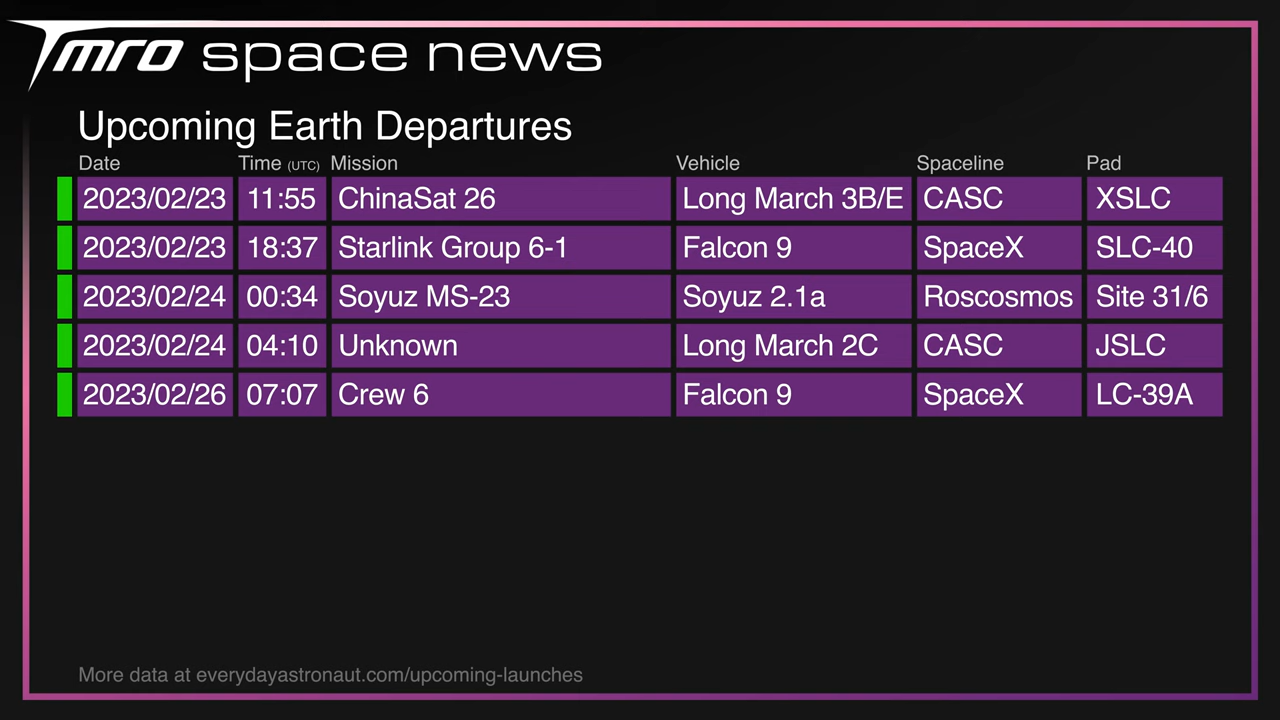 Tmro space news
Upcoming Earth Departures
Date Time (UTC) Mission Vehicle Spaceline Pad
2023/02/23 11:55 ChinaSat 26 Long March 3B/E CASC XSLC
2023/02/23 18:37 Starlink Group 6-1 Falcon 9 SpaceX SLC-40
2023/02/24 00:34 Soyuz MS-23 Soyuz 2.1a Roscosmos Site 31/6
2023/02/24 04:10 Unknown Long March 2C CASC JSLC
2023/02/26 07:07 Crew 6 Falcon 9 SpaceX LC-39A
More data at everydayastronaut.com/upcoming-launches